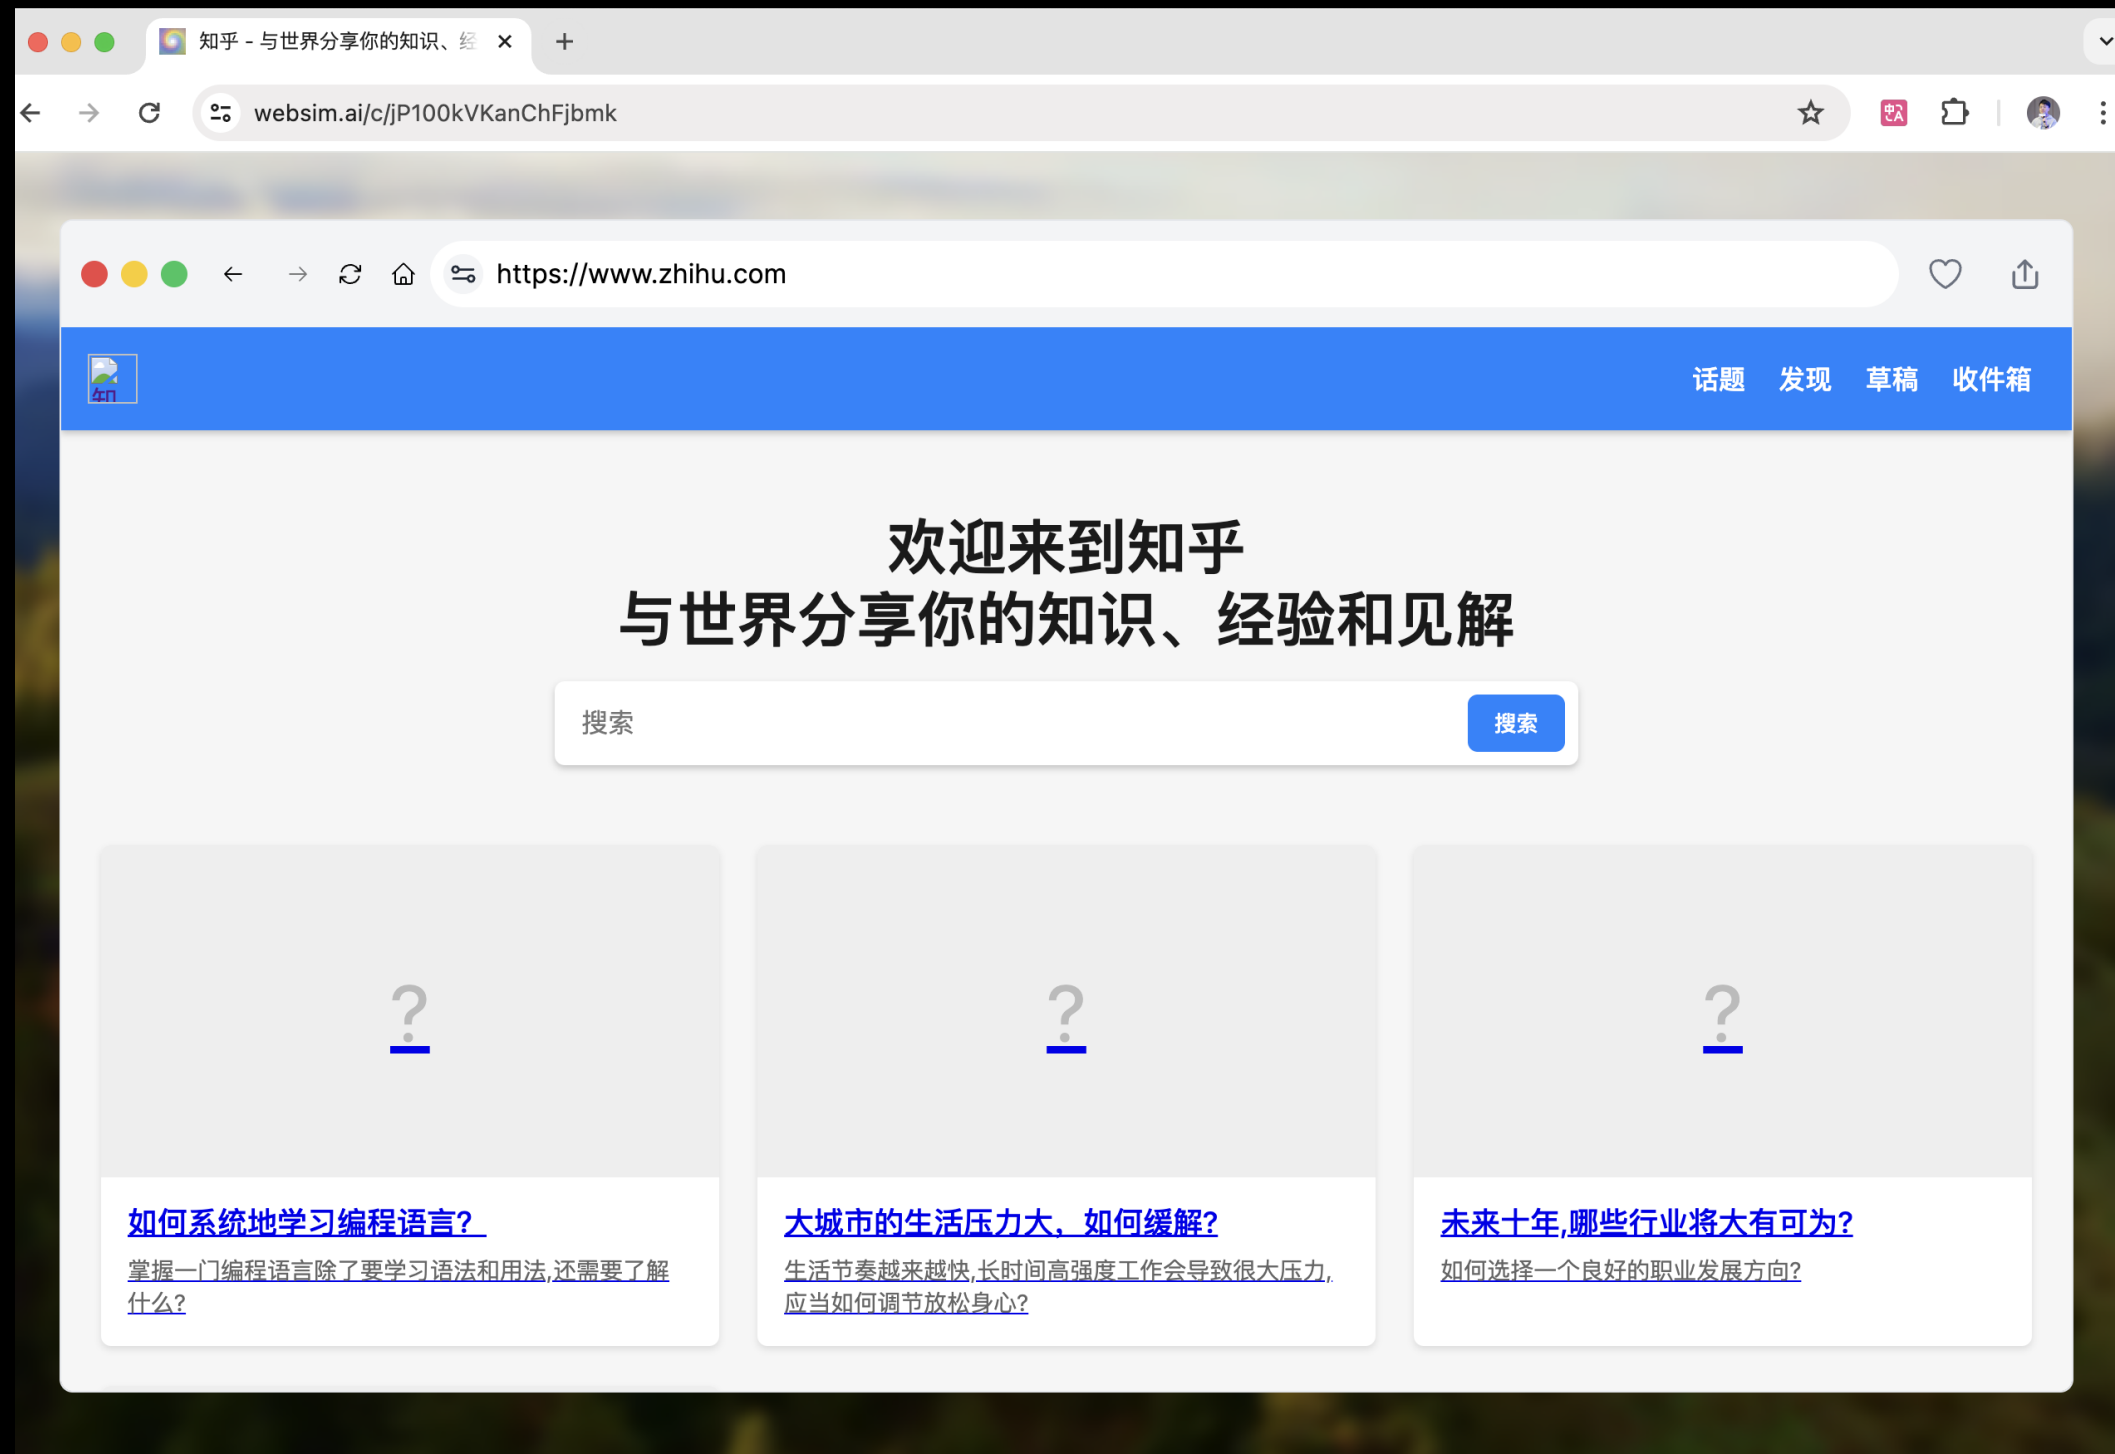 知乎 - 与世界分享你的知识、经
websim.ai/c/jP100kVKanChFjbmk
https://www.zhihu.com
知
话题 发现 草稿 收件箱
欢迎来到知乎
与世界分享你的知识、经验和见解
搜索 搜索
?
?
?
如何系统地学习编程语言?
掌握一门编程语言除了要学习语法和用法,还需要了解
什么?
大城市的生活压力大，如何缓解?
生活节奏越来越快,长时间高强度工作会导致很大压力,
应当如何调节放松身心?
未来十年,哪些行业将大有可为?
如何选择一个良好的职业发展方向?